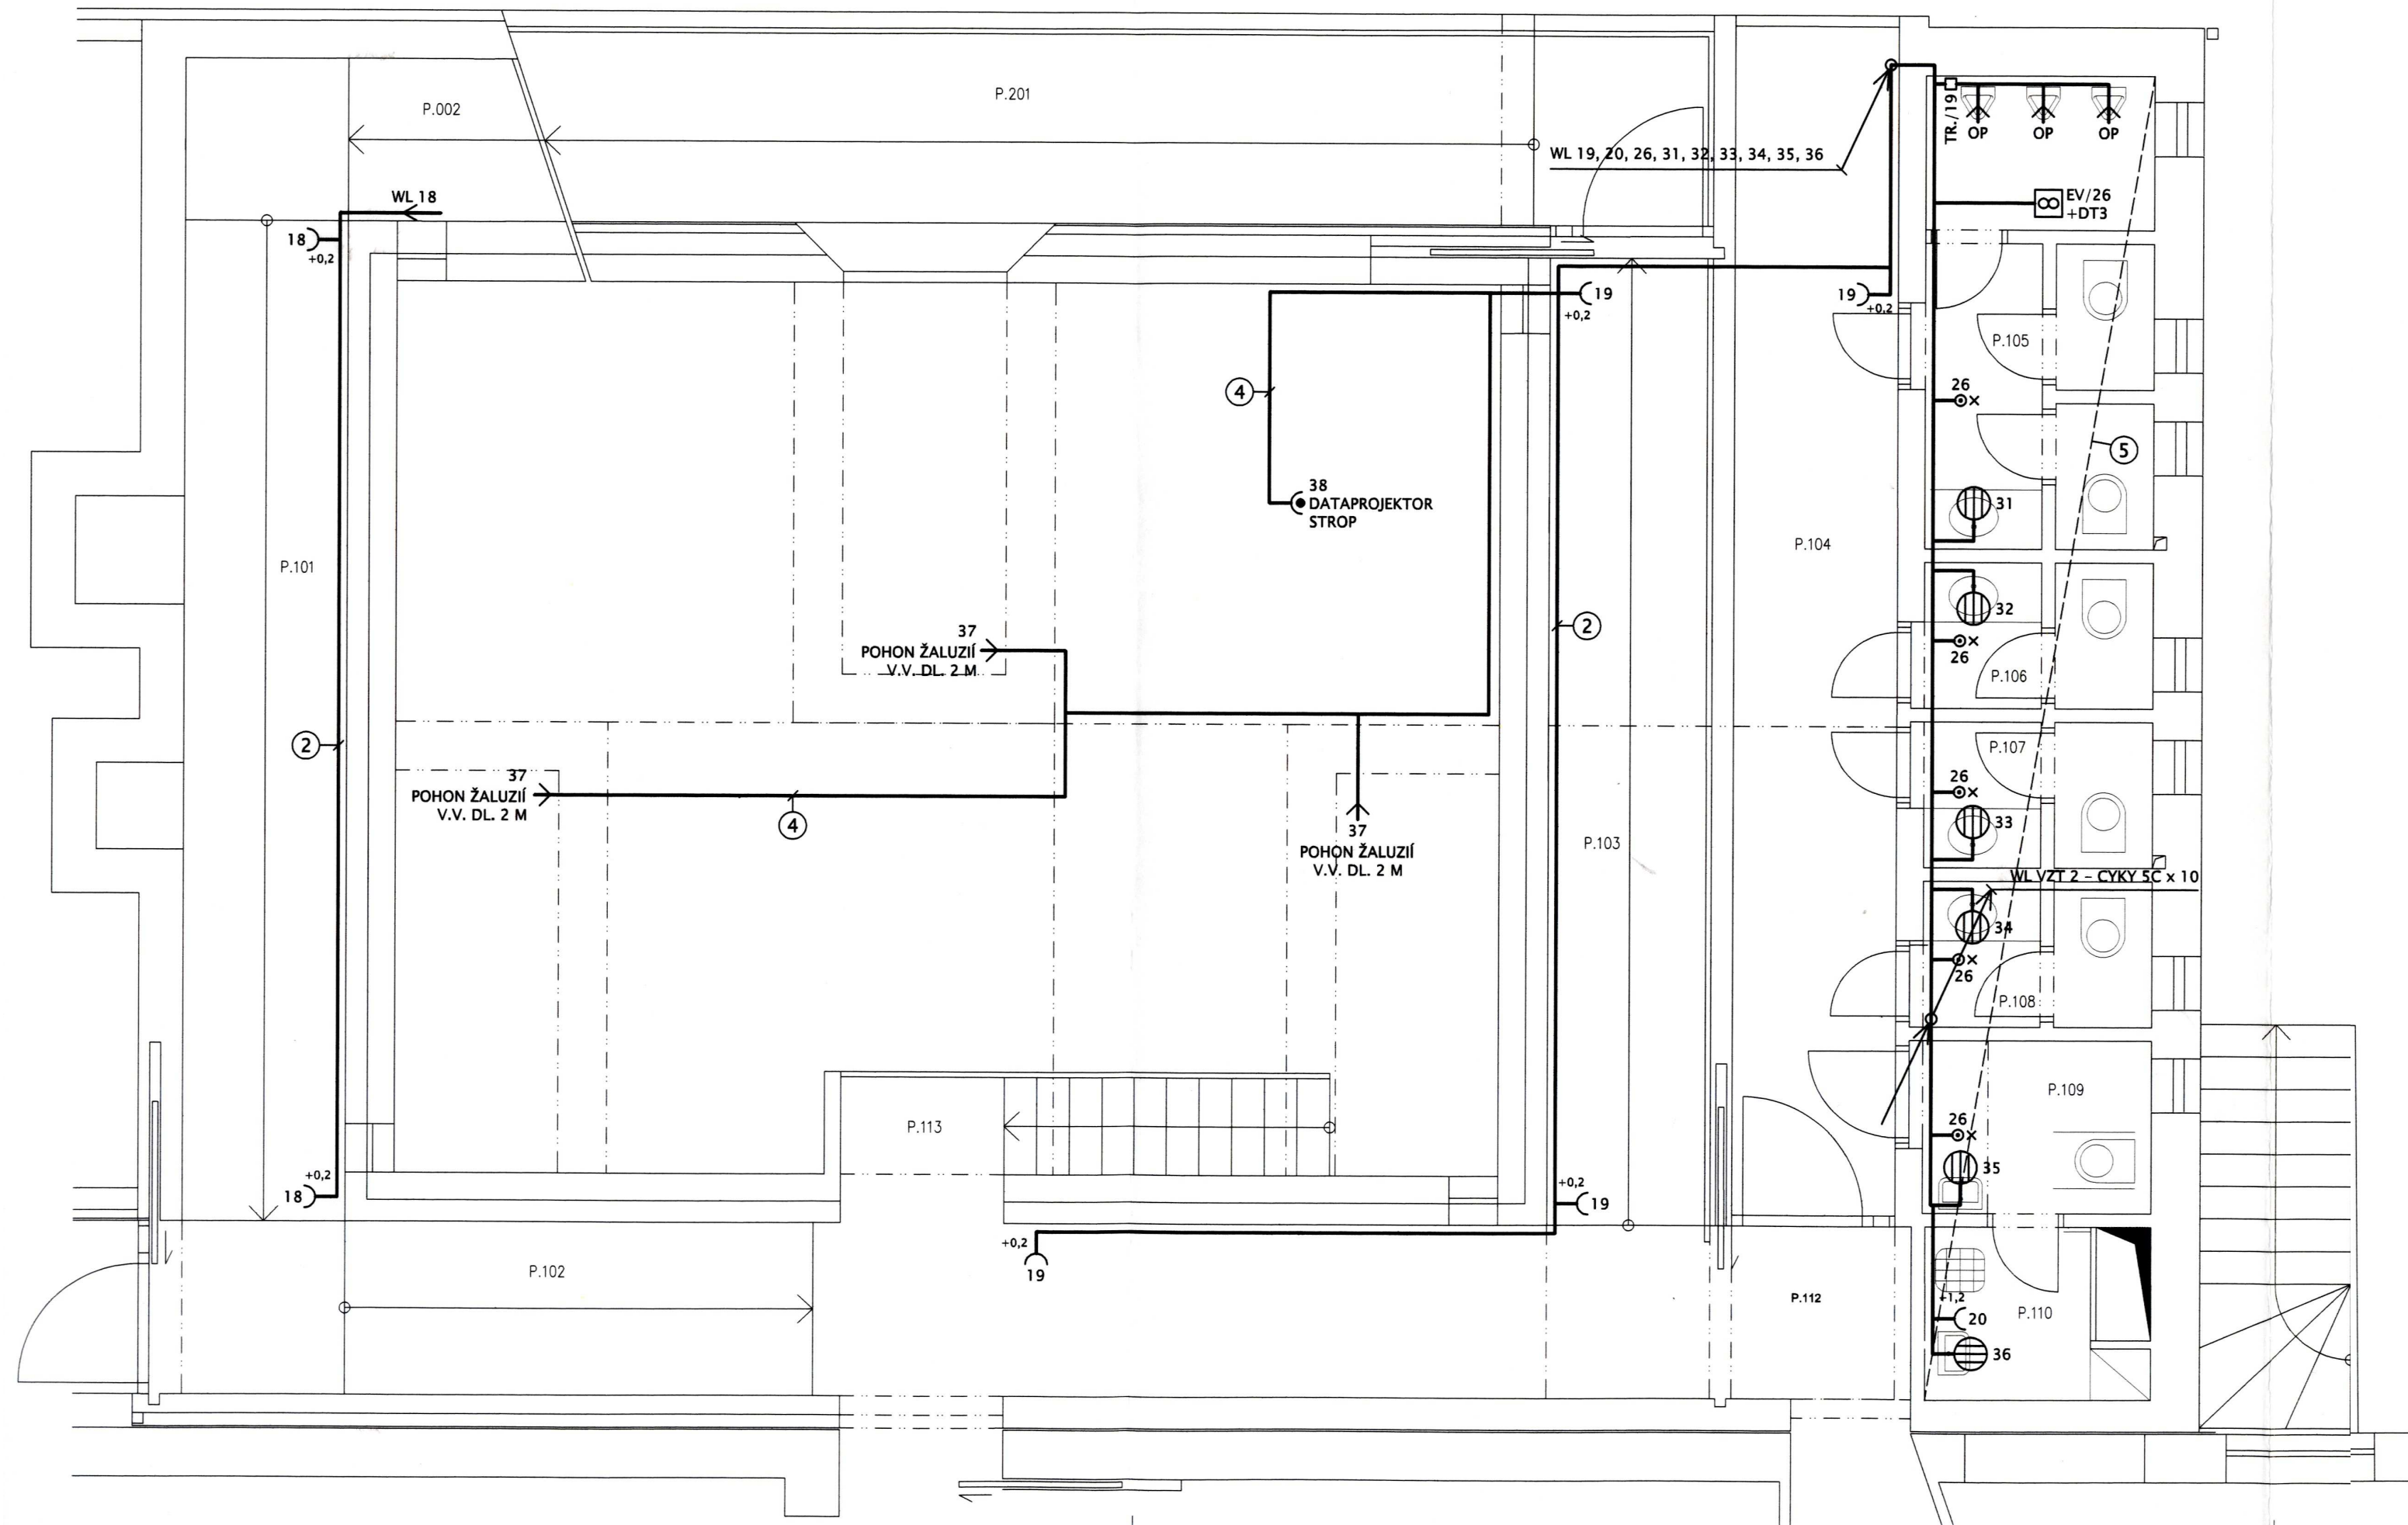 P.002
P.201
WL 18
18
+0,2
WL 19, 20, 26, 31, 32, 33, 34, 35, 36
TR./19
OP
OP
OP
EV/26
+DT3
19
+0,2
19
+0,2
P.105
26
4
5
38
DATAPROJEKTOR
STROP
31
P.104
P.101
32
26
P.106
2
37
POHON ŽALUZIÍ
V.V. DL. 2 M
2
37
POHON ŽALUZIÍ
V.V. DL. 2 M
4
37
POHON ŽALUZIÍ
V.V. DL. 2 M
P.103
P.107
26
33
WL VZT 2 – CYKY 5C x 10
34
26
P.108
P.109
P.113
26
35
+0,2
18
+0,2
19
+0,2
19
P.102
P.112
+1,2
20
P.110
36